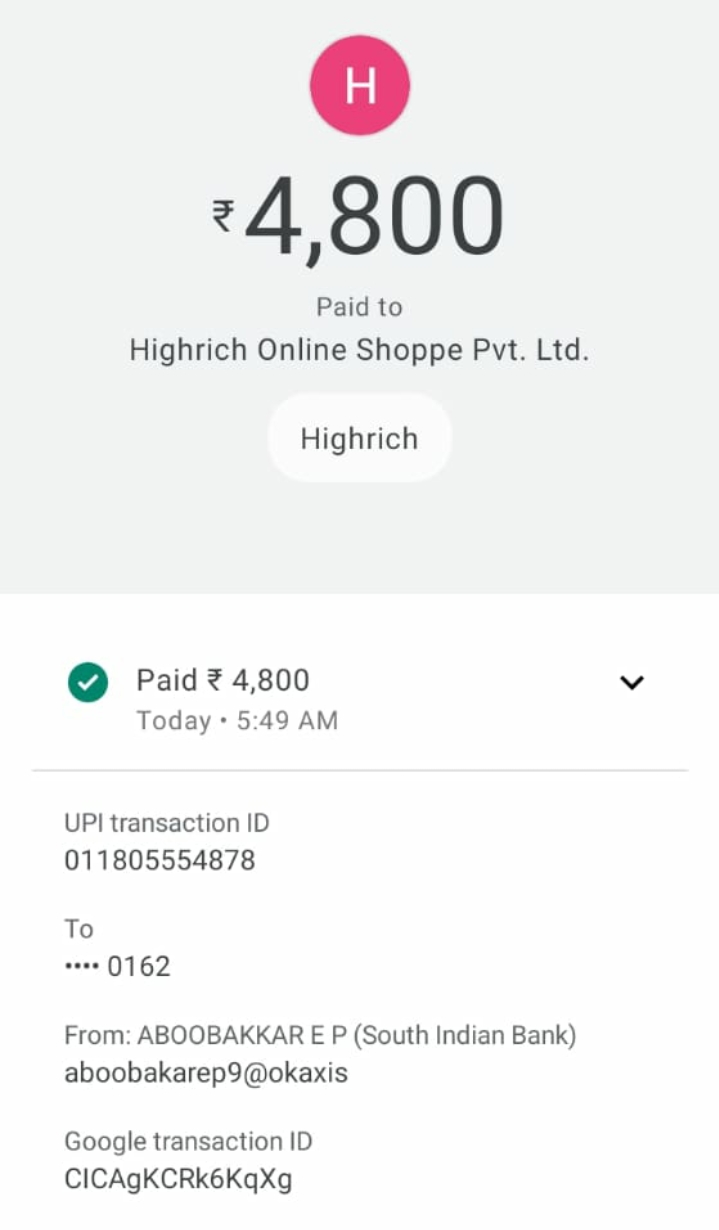 H
₹4,800
Paid to
Highrich Online Shoppe Pvt. Ltd.
Highrich
Paid ₹ 4,800
Today • 5:49 AM
UPI transaction ID
011805554878
To
•••• 0162
From: ABOOBAKKAR E P (South Indian Bank)
aboobakarep9@okaxis
Google transaction ID
CICAgKCRk6KqXg